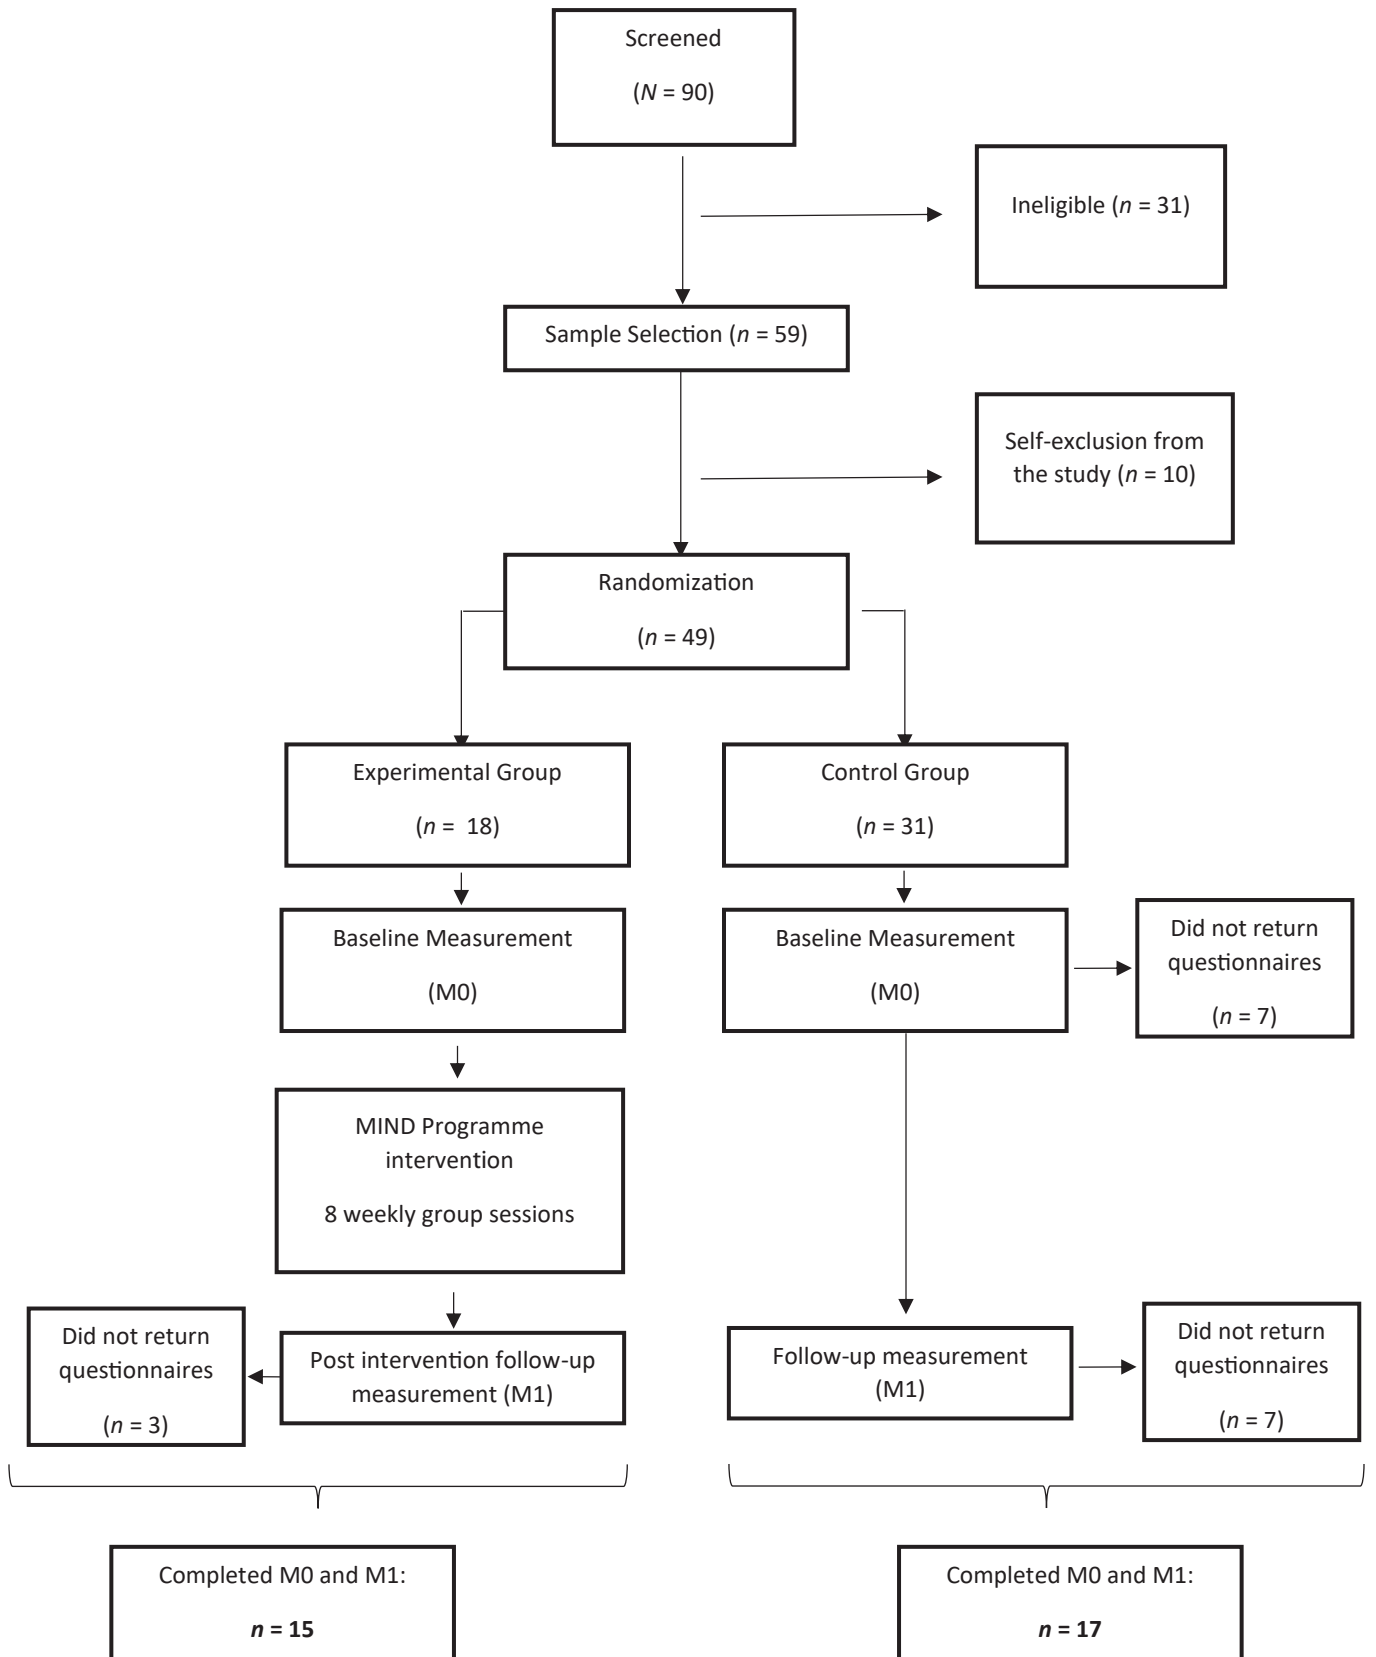 Screened
(N = 90)
Ineligible (n = 31)
Sample Selection (n = 59)
Self-exclusion from
the study (n = 10)
Randomization
(n = 49)
Experimental Group
(n = 18)
Control Group
(n = 31)
Baseline Measurement
(M0)
Baseline Measurement
(M0)
Did not return
questionnaires
(n = 7)
MIND Programme
intervention
8 weekly group sessions
Did not return
questionnaires
(n = 3)
Post intervention follow-up
measurement (M1)
Follow-up measurement
(M1)
Did not return
questionnaires
(n = 7)
Completed M0 and M1:
n = 15
Completed M0 and M1:
n = 17